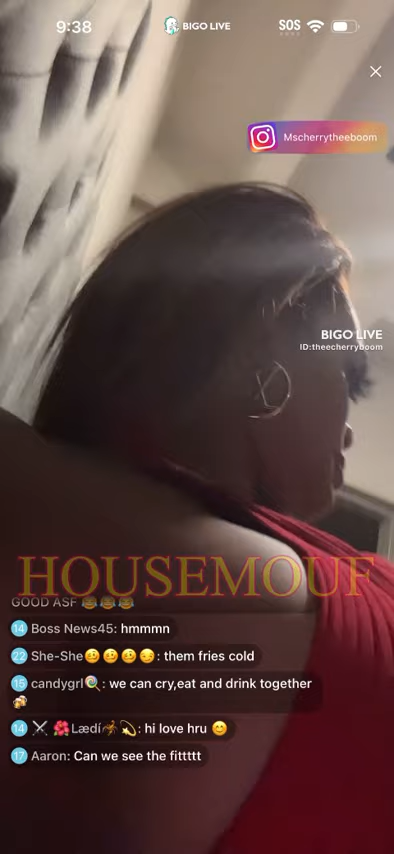 9:38
BIGO LIVE
SOS
Mscherrytheeboom
BIGO LIVE
ID:theecherryboom
HOUSEMOUF
GOOD ASF 😂😂😂
14 Boss News45: hmmmn
22 She-She🥴🥴🥴😏: them fries cold
15 candygrl🍭: we can cry,eat and drink together
🍻
14 ⚔️ 🌺Lædí🦂💫: hi love hru 😊
17 Aaron: Can we see the fittttt